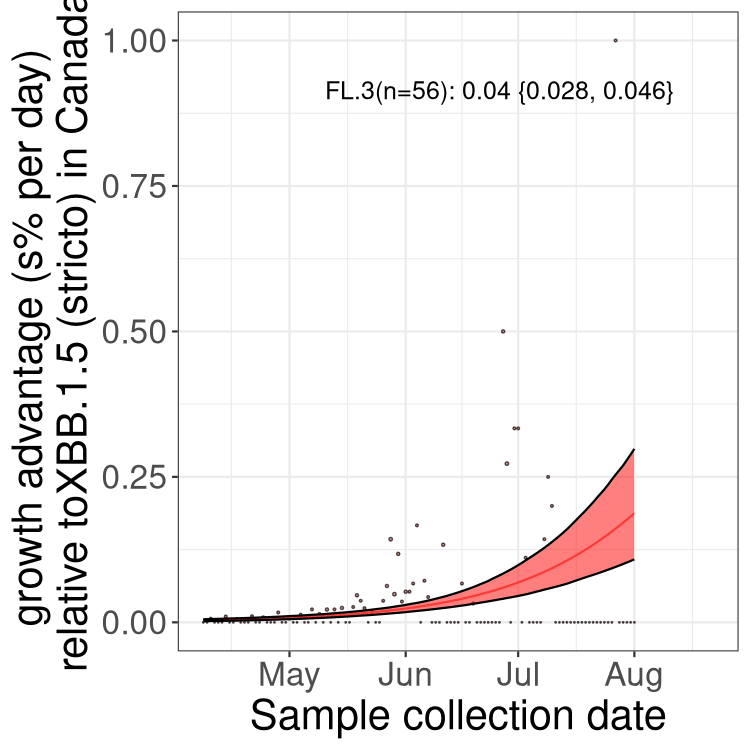 growth advantage (s% per day)
relative toXBB.1.5 (stricto) in Canada
1.00
FL.3(n=56): 0.04 {0.028, 0.046}
0.75
0.50
0.25
0.00
May Jun Jul Aug
Sample collection date